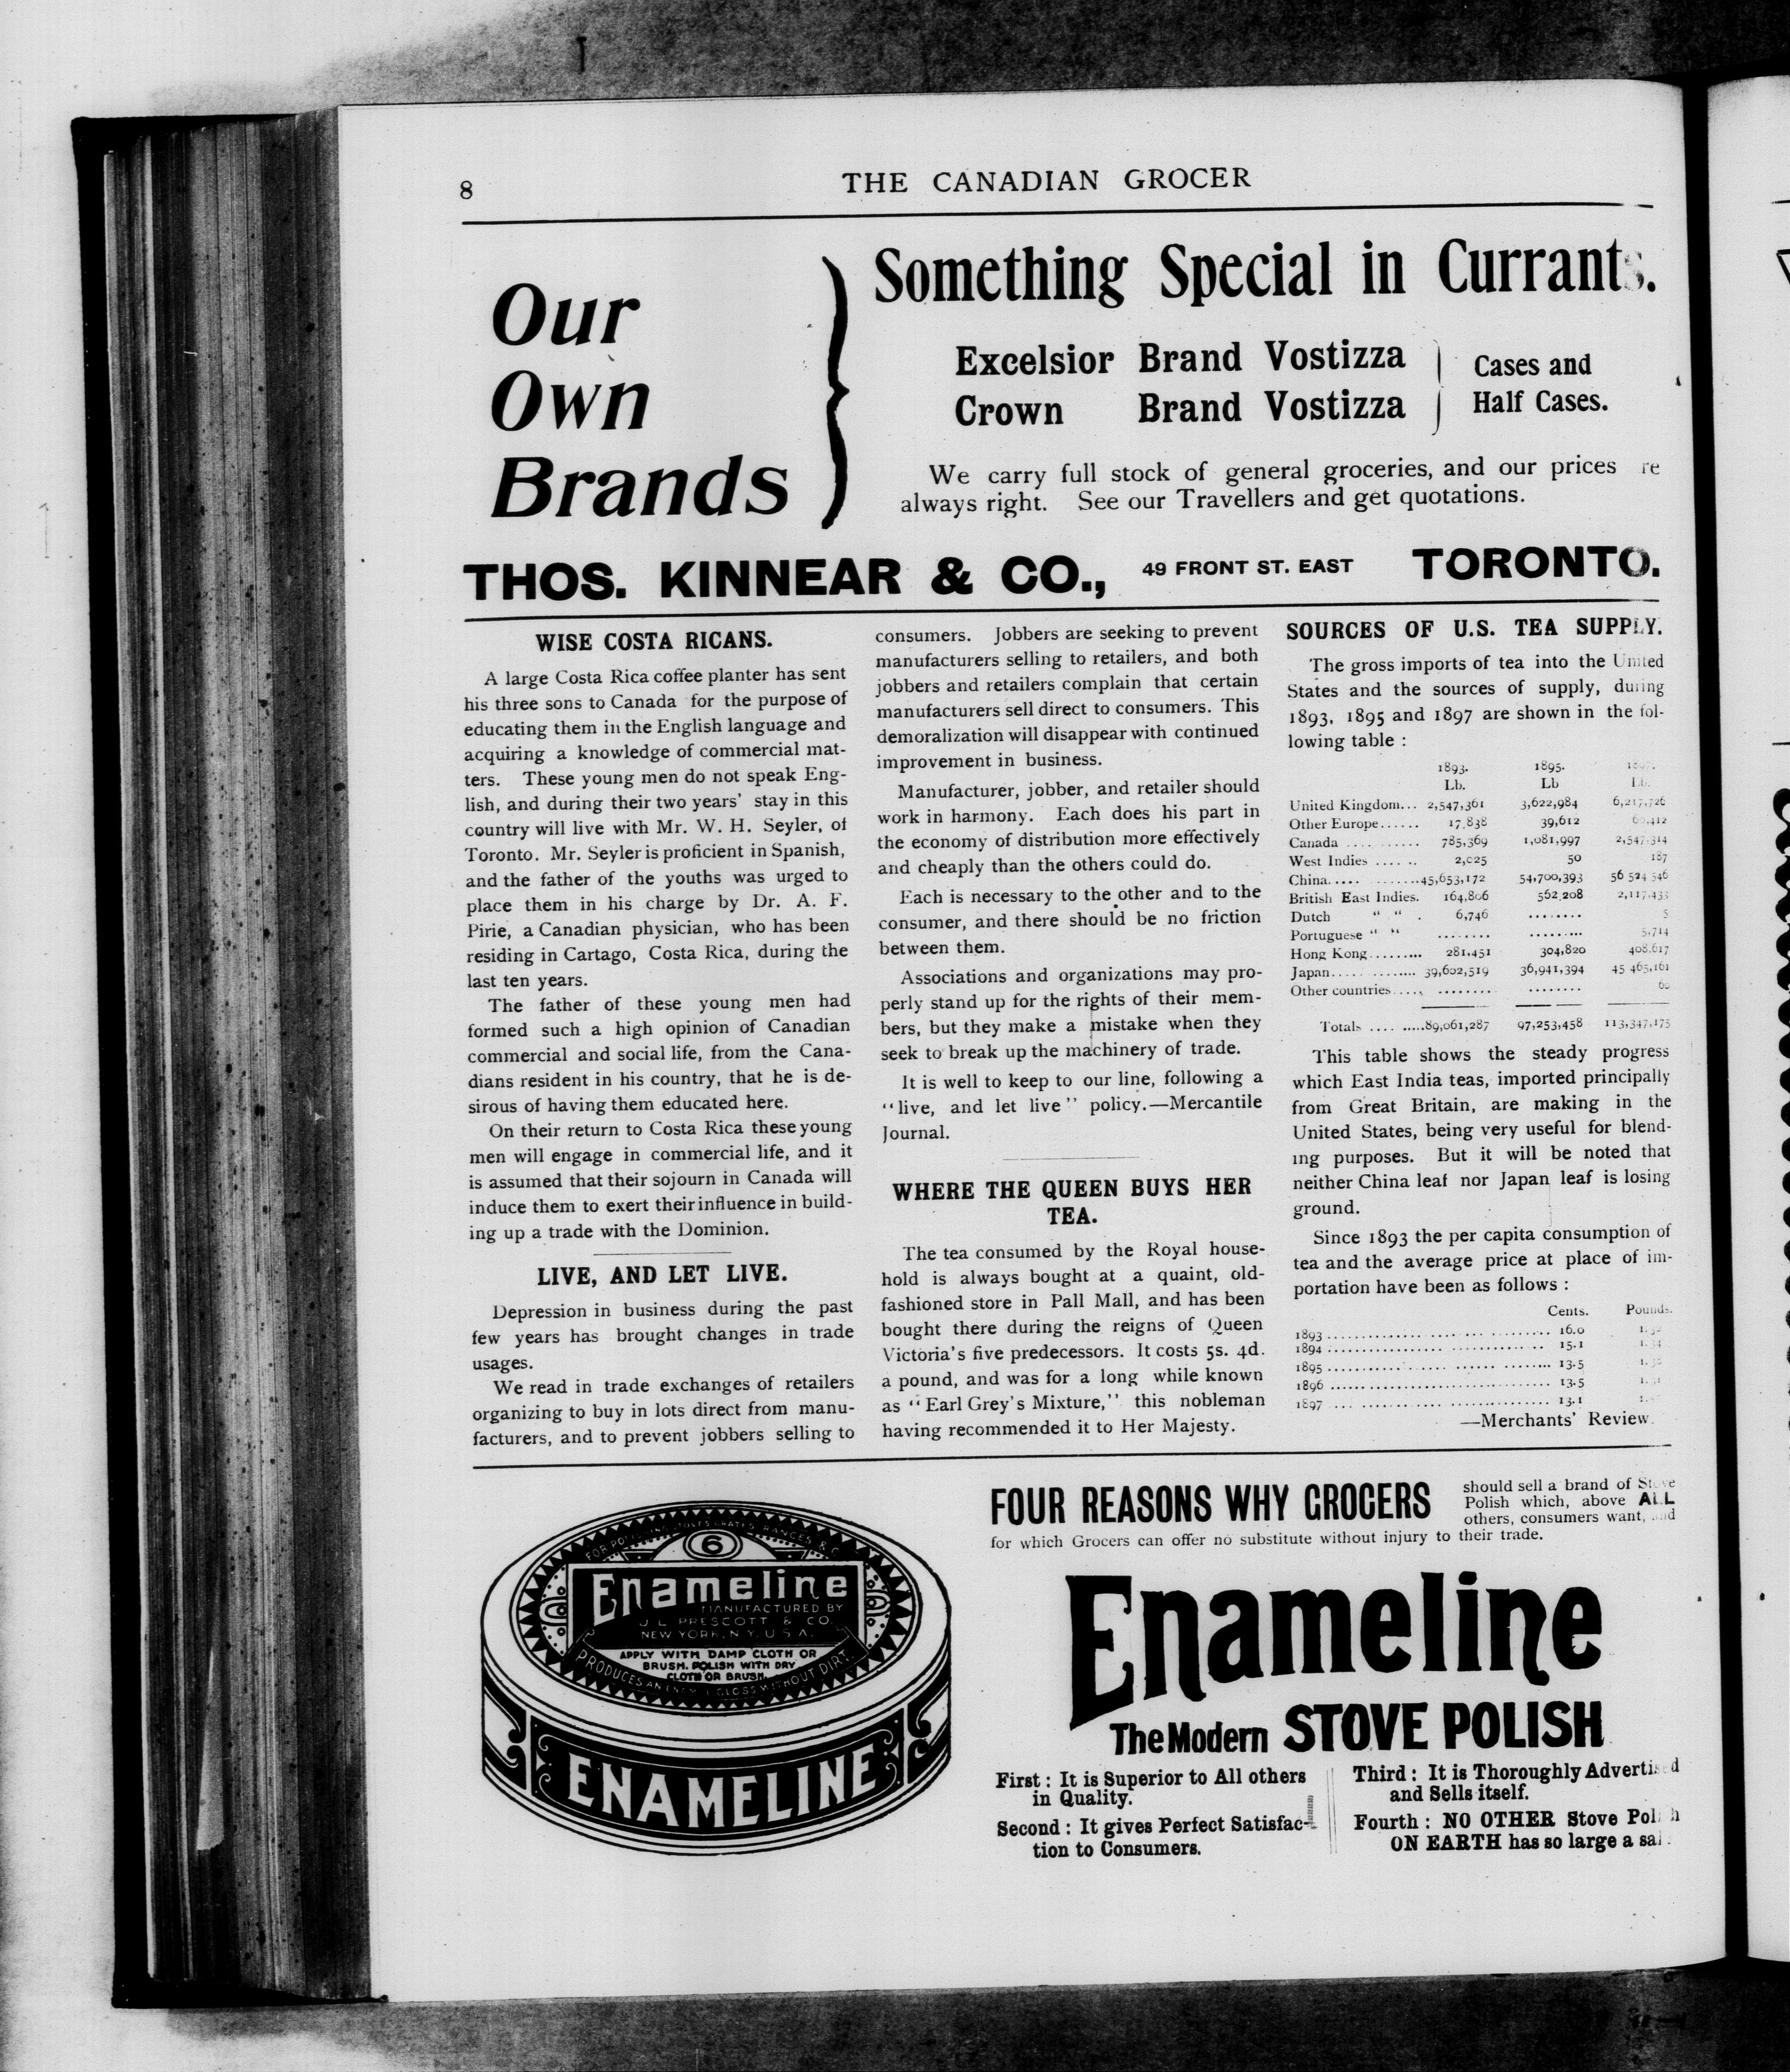 8
THE CANADIAN GROCER
Our
Own
Brands
Something Special in Currants.
Excelsior Brand Vostizza
Crown Brand Vostizza
Cases and
Half Cases.
We carry full stock of general groceries, and our prices re
always right. See our Travellers and get quotations.
THOS. KINNEAR & CO., 49 FRONT ST. EAST TORONTO.
WISE COSTA RICANS.
A large Costa Rica coffee planter has sent
his three sons to Canada for the purpose of
educating them in the English language and
acquiring a knowledge of commercial mat-
ters. These young men do not speak Eng-
lish, and during their two years' stay in this
country will live with Mr. W. H. Seyler, of
Toronto. Mr. Seyler is proficient in Spanish,
and the father of the youths was urged to
place them in his charge by Dr. A. F.
Pirie, a Canadian physician, who has been
residing in Cartago, Costa Rica, during the
last ten years.
The father of these young men had
formed such a high opinion of Canadian
commercial and social life, from the Cana-
dians resident in his country, that he is de-
sirous of having them educated here.
On their return to Costa Rica these young
men will engage in commercial life, and it
is assumed that their sojourn in Canada will
induce them to exert their influence in build-
ing up a trade with the Dominion.
LIVE, AND LET LIVE.
Depression in business during the past
few years has brought changes in trade
usages.
We read in trade exchanges of retailers
organizing to buy in lots direct from manu-
facturers, and to prevent jobbers selling to
consumers. Jobbers are seeking to prevent
manufacturers selling to retailers, and both
jobbers and retailers complain that certain
manufacturers sell direct to consumers. This
demoralization will disappear with continued
improvement in business.
Manufacturer, jobber, and retailer should
work in harmony. Each does his part in
the economy of distribution more effectively
and cheaply than the others could do.
Each is necessary to the other and to the
consumer, and there should be no friction
between them.
Associations and organizations may pro-
perly stand up for the rights of their mem-
bers, but they make a mistake when they
seek to break up the machinery of trade.
It is well to keep to our line, following a
"live, and let live" policy.—Mercantile
Journal.
WHERE THE QUEEN BUYS HER
TEA.
The tea consumed by the Royal house-
hold is always bought at a quaint, old-
fashioned store in Pall Mall, and has been
bought there during the reigns of Queen
Victoria's five predecessors. It costs 5s. 4d.
a pound, and was for a long while known
as "Earl Grey's Mixture," this nobleman
having recommended it to Her Majesty.
SOURCES OF U.S. TEA SUPPLY.
The gross imports of tea into the United
States and the sources of supply, during
1893, 1895 and 1897 are shown in the fol-
lowing table :
1893. 1895. 1897.
Lb. Lb Lb.
United Kingdom... 2,547,361 3,622,984 6,217,726
Other Europe...... 17,838 39,612
Canada .... ........ 785,369 1,081,997 2,547,314
West Indies ...... .. 2,025 50 187
China..... ........45,653,172 54,700,393 56 524 546
British East Indies. 164,806 562,208 2,117,433
Dutch " " . 6,746 ........ 5
Portuguese " " ........ ......... 5,714
Hong Kong......... 281,451 304,820 408,617
Japan.... ......... 39,602,519 36,941,394 45 465,161
Other countries..... ......... ........
Totals .... .....89,061,287 97,253,458 113,347,175
This table shows the steady progress
which East India teas, imported principally
from Great Britain, are making in the
United States, being very useful for blend-
ing purposes. But it will be noted that
neither China leaf nor Japan leaf is losing
ground.
Since 1893 the per capita consumption of
tea and the average price at place of im-
portation have been as follows :
Cents. Pounds.
1893 .......... 16.0
1894 .......... 15.1
1895 .......... 13.5
1896 .......... 13.5
1897 .......... 13.1
—Merchants' Review.
FOR POLISHING STOVES GRATES RANGES &C.
6
Enameline
MANUFACTURED BY
J. L. PRESCOTT & CO.
NEW YORK, N.Y. U.S.A.
APPLY WITH DAMP CLOTH OR
BRUSH. POLISH WITH DRY
CLOTH OR BRUSH.
PRODUCES AN ENAMEL GLOSS WITHOUT DIRT.
ENAMELINE
FOUR REASONS WHY GROCERS should sell a brand of Stove
Polish which, above ALL
others, consumers want, and
for which Grocers can offer no substitute without injury to their trade.
Enameline
The Modern STOVE POLISH
First : It is Superior to All others
in Quality.
Second : It gives Perfect Satisfac-
tion to Consumers.
Third : It is Thoroughly Advertised
and Sells itself.
Fourth : NO OTHER Stove Polish
ON EARTH has so large a sal.